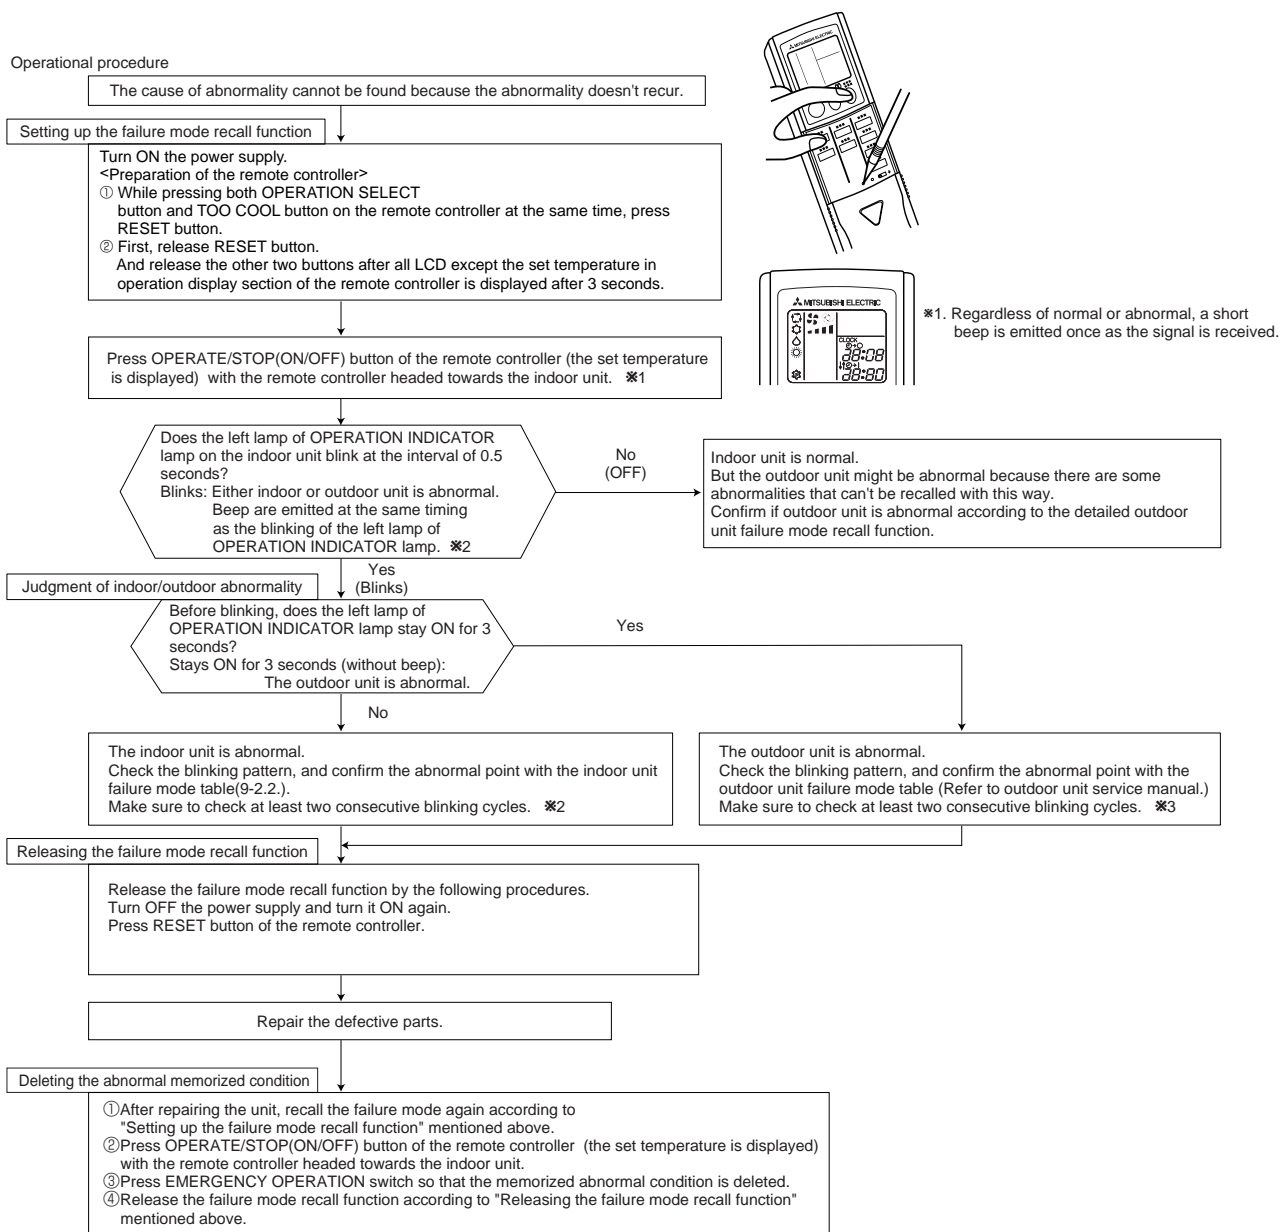 Operational procedure
The cause of abnormality cannot be found because the abnormality doesn't recur.
Setting up the failure mode recall function
Turn ON the power supply.
<Preparation of the remote controller>
① While pressing both OPERATION SELECT
button and TOO COOL button on the remote controller at the same time, press
RESET button.
② First, release RESET button.
And release the other two buttons after all LCD except the set temperature in
operation display section of the remote controller is displayed after 3 seconds.
MITSUBISHI ELECTRIC
MITSUBISHI ELECTRIC
CLOCK
※1. Regardless of normal or abnormal, a short
beep is emitted once as the signal is received.
Press OPERATE/STOP(ON/OFF) button of the remote controller (the set temperature
is displayed) with the remote controller headed towards the indoor unit. ※1
Does the left lamp of OPERATION INDICATOR
lamp on the indoor unit blink at the interval of 0.5
seconds?
Blinks: Either indoor or outdoor unit is abnormal.
Beep are emitted at the same timing
as the blinking of the left lamp of
OPERATION INDICATOR lamp. ※2
No
(OFF)
Indoor unit is normal.
But the outdoor unit might be abnormal because there are some
abnormalities that can't be recalled with this way.
Confirm if outdoor unit is abnormal according to the detailed outdoor
unit failure mode recall function.
Yes
(Blinks)
Judgment of indoor/outdoor abnormality
Before blinking, does the left lamp of
OPERATION INDICATOR lamp stay ON for 3
seconds?
Stays ON for 3 seconds (without beep):
The outdoor unit is abnormal.
Yes
No
The indoor unit is abnormal.
Check the blinking pattern, and confirm the abnormal point with the indoor unit
failure mode table(9-2.2.).
Make sure to check at least two consecutive blinking cycles. ※2
The outdoor unit is abnormal.
Check the blinking pattern, and confirm the abnormal point with the
outdoor unit failure mode table (Refer to outdoor unit service manual.)
Make sure to check at least two consecutive blinking cycles. ※3
Releasing the failure mode recall function
Release the failure mode recall function by the following procedures.
Turn OFF the power supply and turn it ON again.
Press RESET button of the remote controller.
Repair the defective parts.
Deleting the abnormal memorized condition
①After repairing the unit, recall the failure mode again according to
"Setting up the failure mode recall function" mentioned above.
②Press OPERATE/STOP(ON/OFF) button of the remote controller (the set temperature is displayed)
with the remote controller headed towards the indoor unit.
③Press EMERGENCY OPERATION switch so that the memorized abnormal condition is deleted.
④Release the failure mode recall function according to "Releasing the failure mode recall function"
mentioned above.